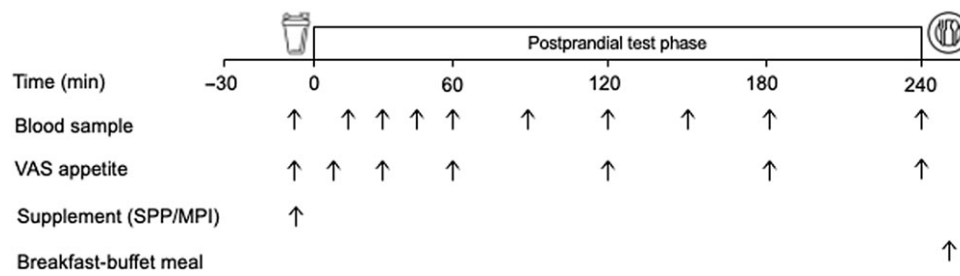 Postprandial test phase
Time (min) −30 0 60 120 180 240
Blood sample
VAS appetite
Supplement (SPP/MPI)
Breakfast-buffet meal